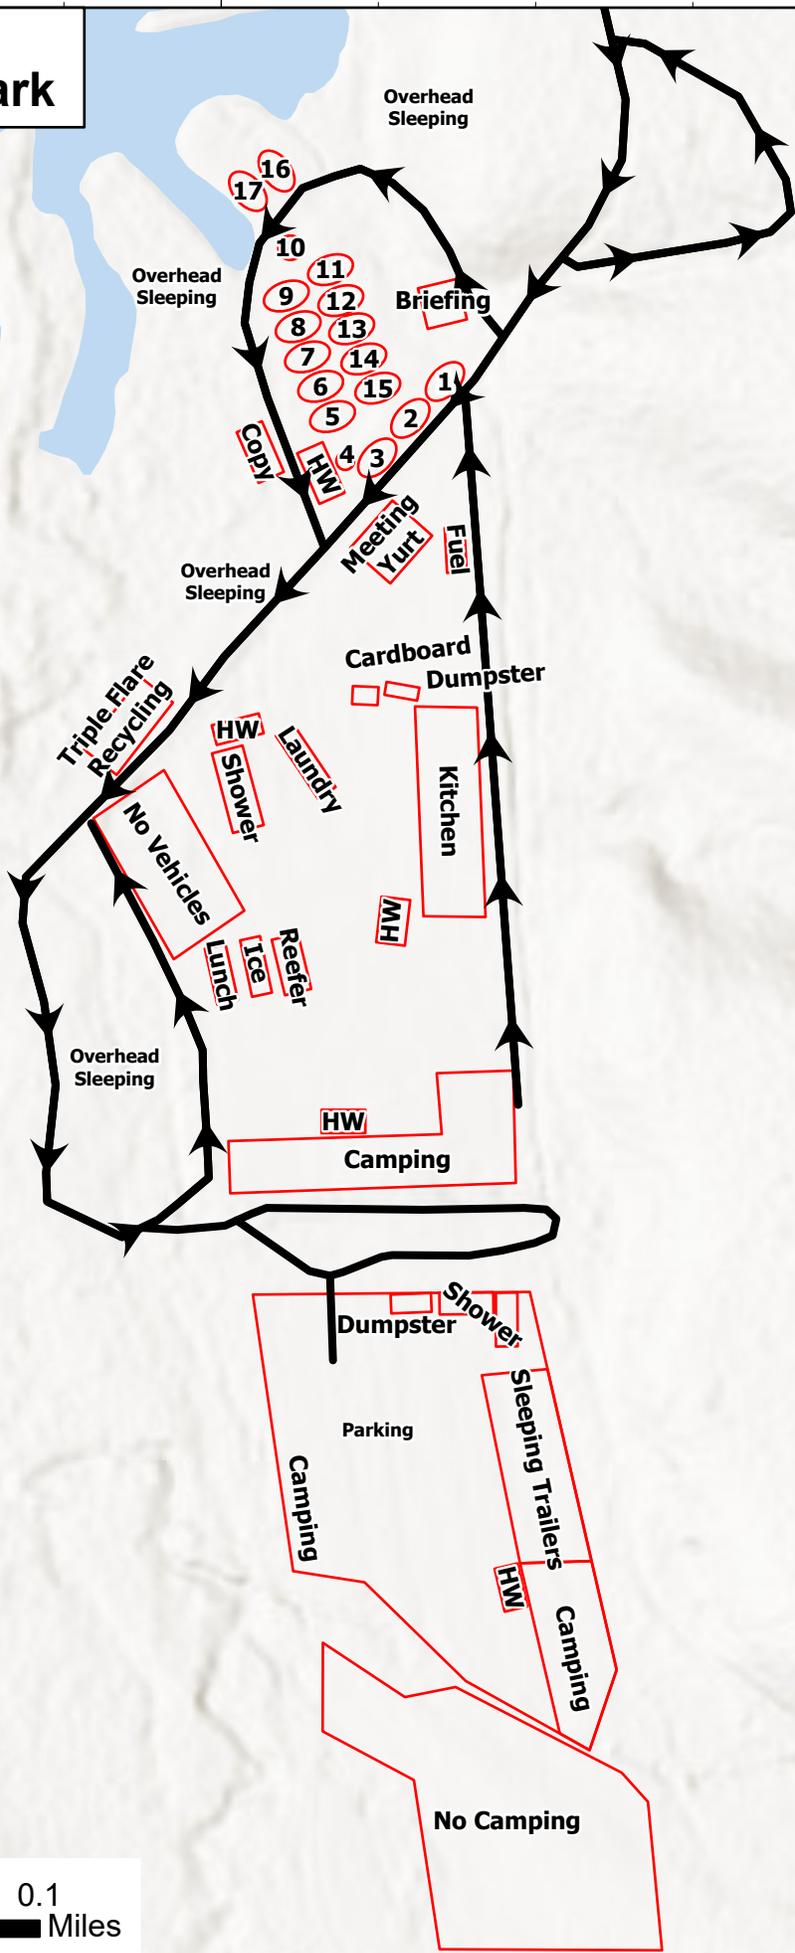 ark
Overhead
Sleeping
16
17
10
11
Overhead
Sleeping
9
12
Briefing
8
13
7
14
6
15
1
5
2
Copy
HW
4
3
Meeting
Yurt
Fuel
Overhead
Sleeping
Cardboard
Dumpster
Triple Flare
Recycling
HW
Laundry
Shower
Kitchen
No Vehicles
HW
Lunch
Ice
Reefer
Overhead
Sleeping
HW
Camping
Dumpster
Shower
Parking
Sleeping Trailers
Camping
HW
Camping
No Camping
0.1
Miles